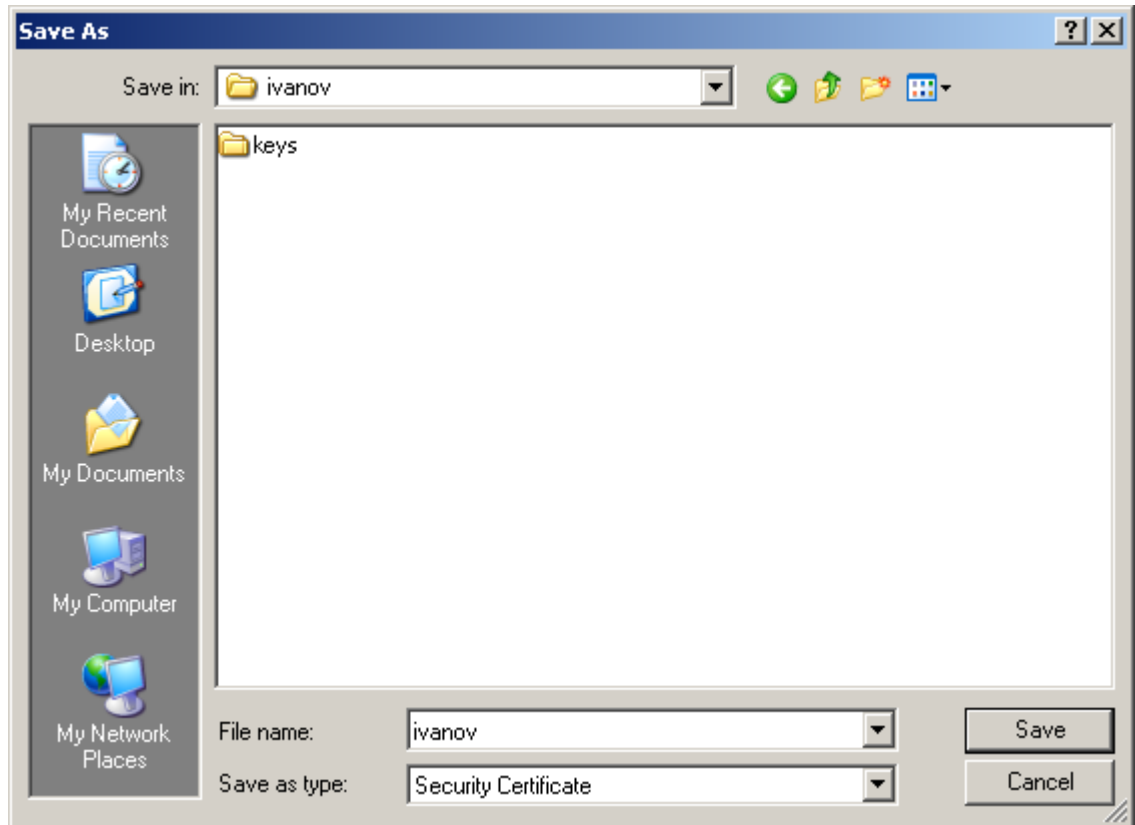 Save As
Save in:
ivanov
keys
My Recent
Documents
Desktop
My Documents
My Computer
My Network
Places
File name:
ivanov
Save
Save as type:
Security Certificate
Cancel